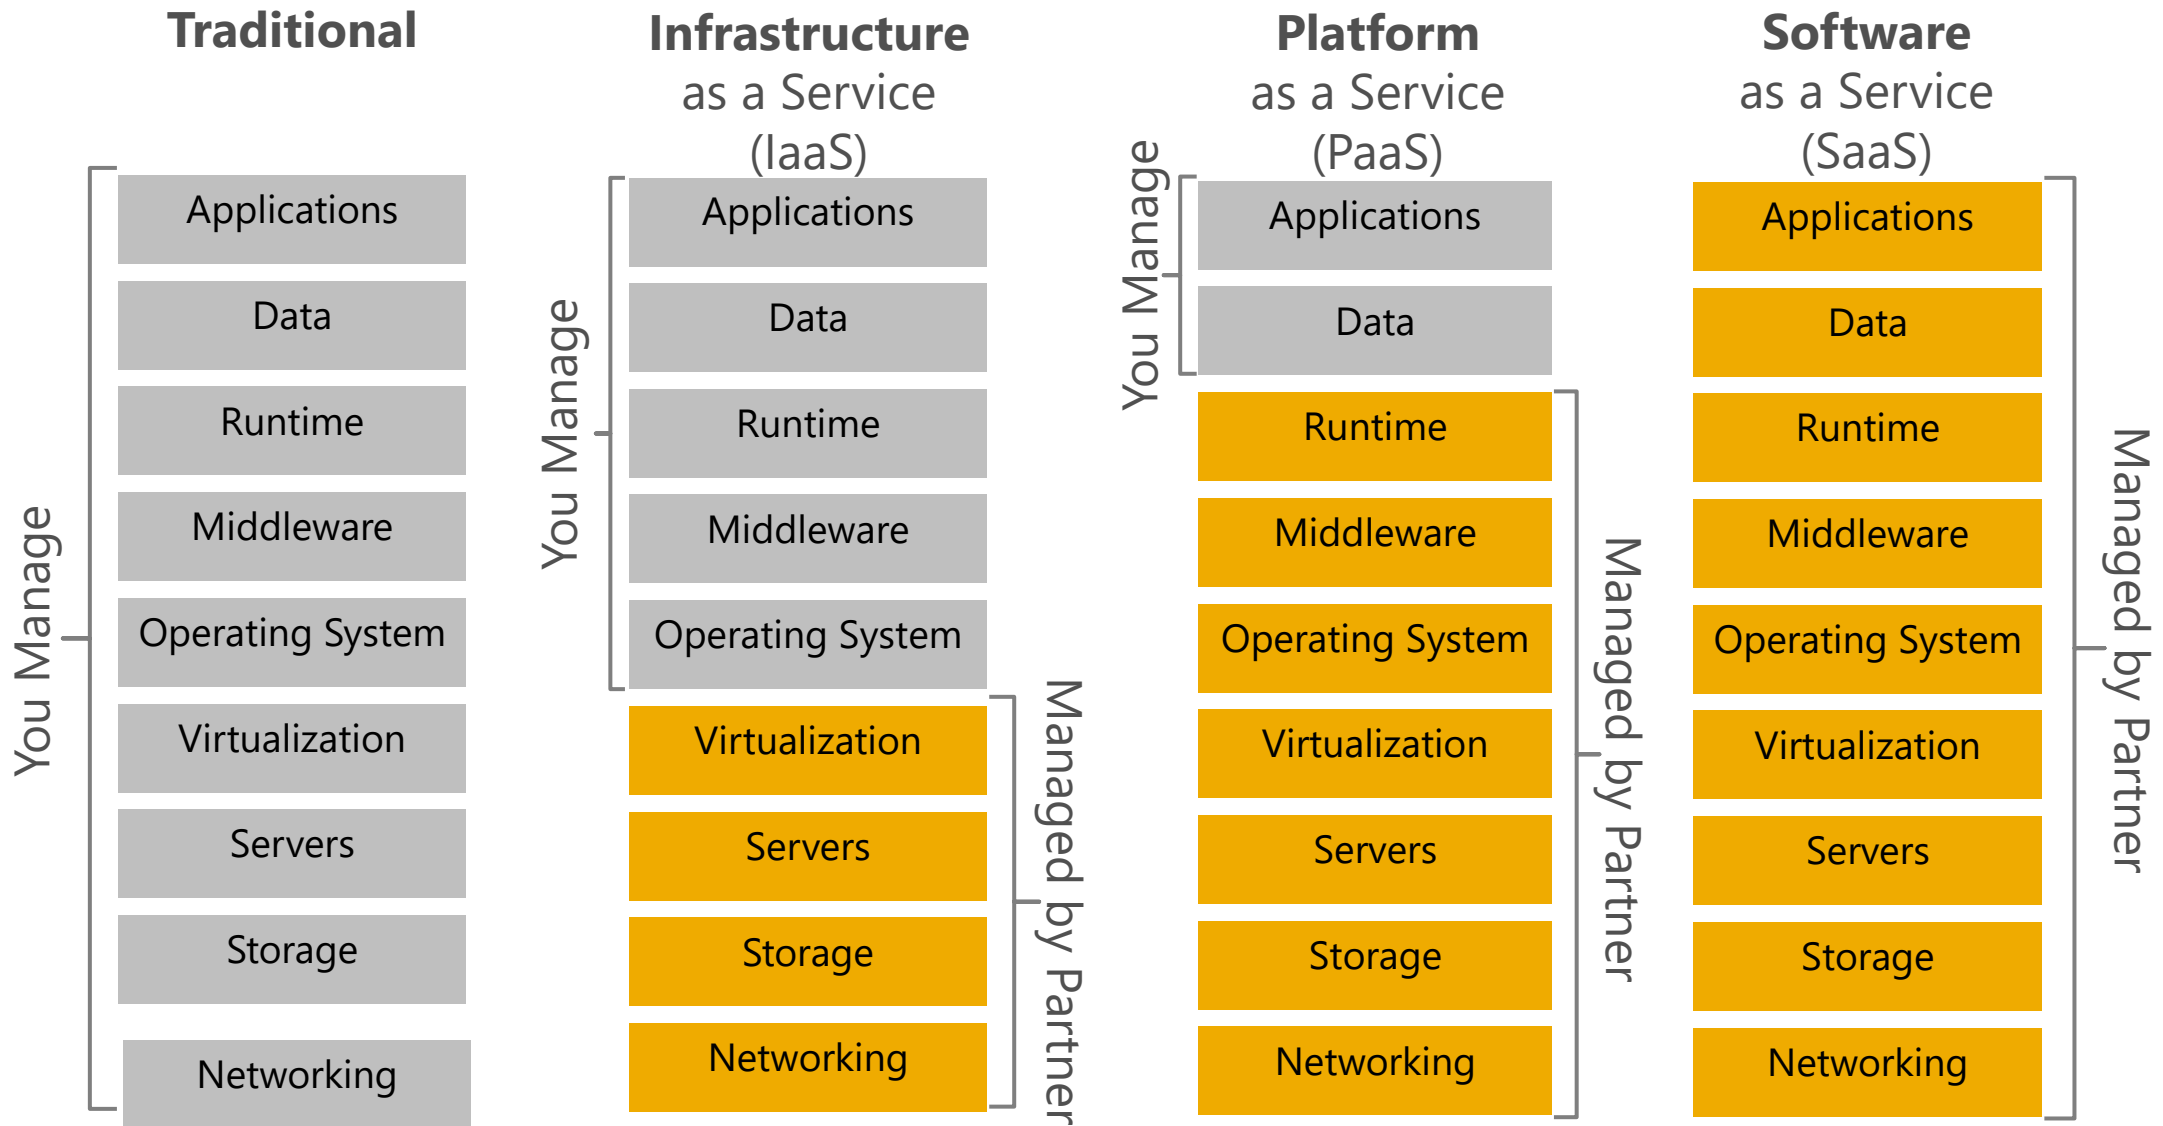 Traditional
You Manage
Applications
Data
Runtime
Middleware
Operating System
Virtualization
Servers
Storage
Networking
Infrastructure
as a Service
(IaaS)
You Manage
Applications
Data
Runtime
Middleware
Operating System
Virtualization
Servers
Storage
Networking
Managed by Partner
Platform
as a Service
(PaaS)
You Manage
Applications
Data
Runtime
Middleware
Operating System
Virtualization
Servers
Storage
Networking
Managed by Partner
Software
as a Service
(SaaS)
Applications
Data
Runtime
Middleware
Operating System
Virtualization
Servers
Storage
Networking
Managed by Partner